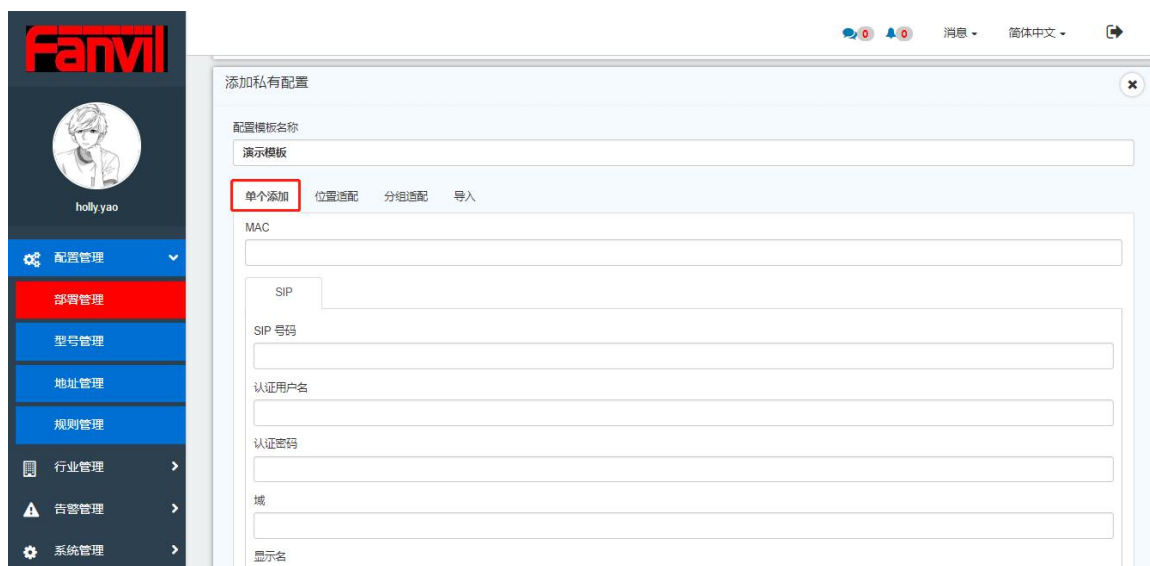 Fanvil
0 0 消息 简体中文
holly.yao
配置管理
部署管理
型号管理
地址管理
规则管理
行业管理
告警管理
系统管理
添加私有配置
配置模板名称
演示模板
单个添加 位置适配 分组适配 导入
MAC
SIP
SIP 号码
认证用户名
认证密码
域
显示名